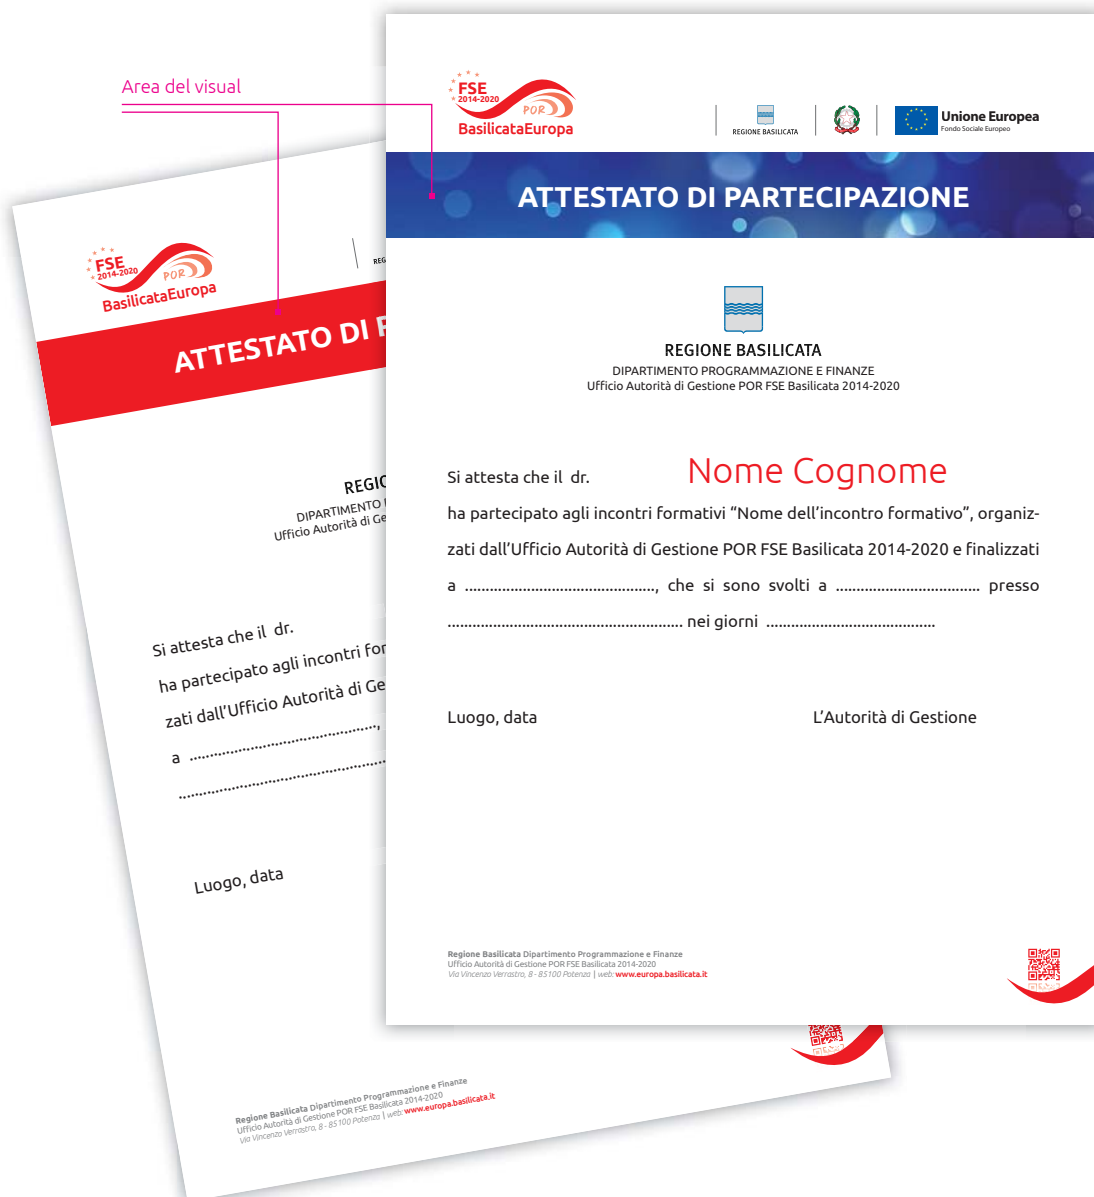 Area del visual
FSE
2014-2020
POR
BasilicataEuropa
REGIONE BASILICATA
Unione Europea
Fondo Sociale Europeo
ATTESTATO DI PARTECIPAZIONE
REGIONE BASILICATA
DIPARTIMENTO PROGRAMMAZIONE E FINANZE
Ufficio Autorità di Gestione POR FSE Basilicata 2014-2020
Si attesta che il dr. Nome Cognome
ha partecipato agli incontri formativi “Nome dell’incontro formativo”, organiz-
zati dall’Ufficio Autorità di Gestione POR FSE Basilicata 2014-2020 e finalizzati
a ..............................................., che si sono svolti a ................................... presso
......................................................... nei giorni .........................................
Luogo, data L’Autorità di Gestione
Regione Basilicata Dipartimento Programmazione e Finanze
Ufficio Autorità di Gestione POR FSE Basilicata 2014-2020
Via Vincenzo Verrastro, 8 - 85100 Potenza | web: www.europa.basilicata.it
FSE
2014-2020
POR
BasilicataEuropa
REG
ATTESTATO DI P
REGIO
DIPARTIMENTO
Ufficio Autorità di Ge
Si attesta che il dr.
ha partecipato agli incontri for
zati dall’Ufficio Autorità di Ge
a ..............................................,
...................................................
Luogo, data
Regione Basilicata Dipartimento Programmazione e Finanze
Ufficio Autorità di Gestione POR FSE Basilicata 2014-2020
Via Vincenzo Verrastro, 8 - 85100 Potenza | web: www.europa.basilicata.it